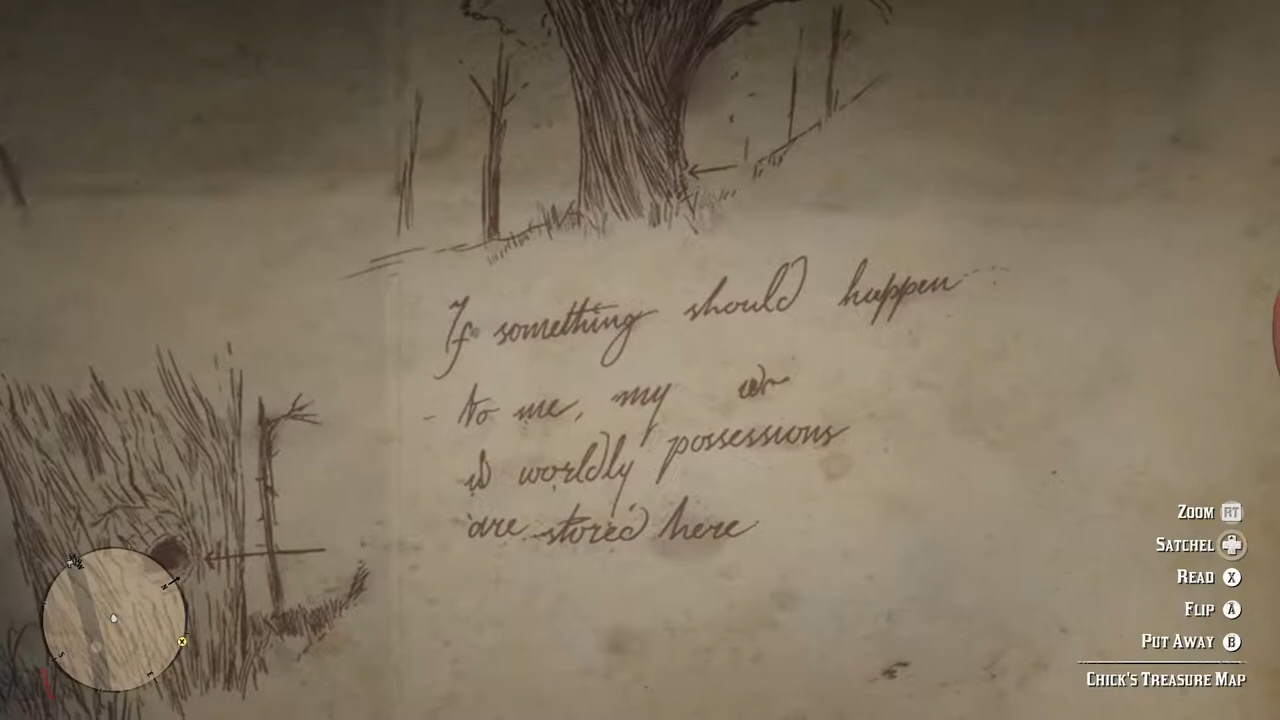 If something should happen
to me, my
worldly possessions
are stored here
ZOOM RT
SATCHEL
READ X
FLIP A
PUT AWAY B
CHICK'S TREASURE MAP